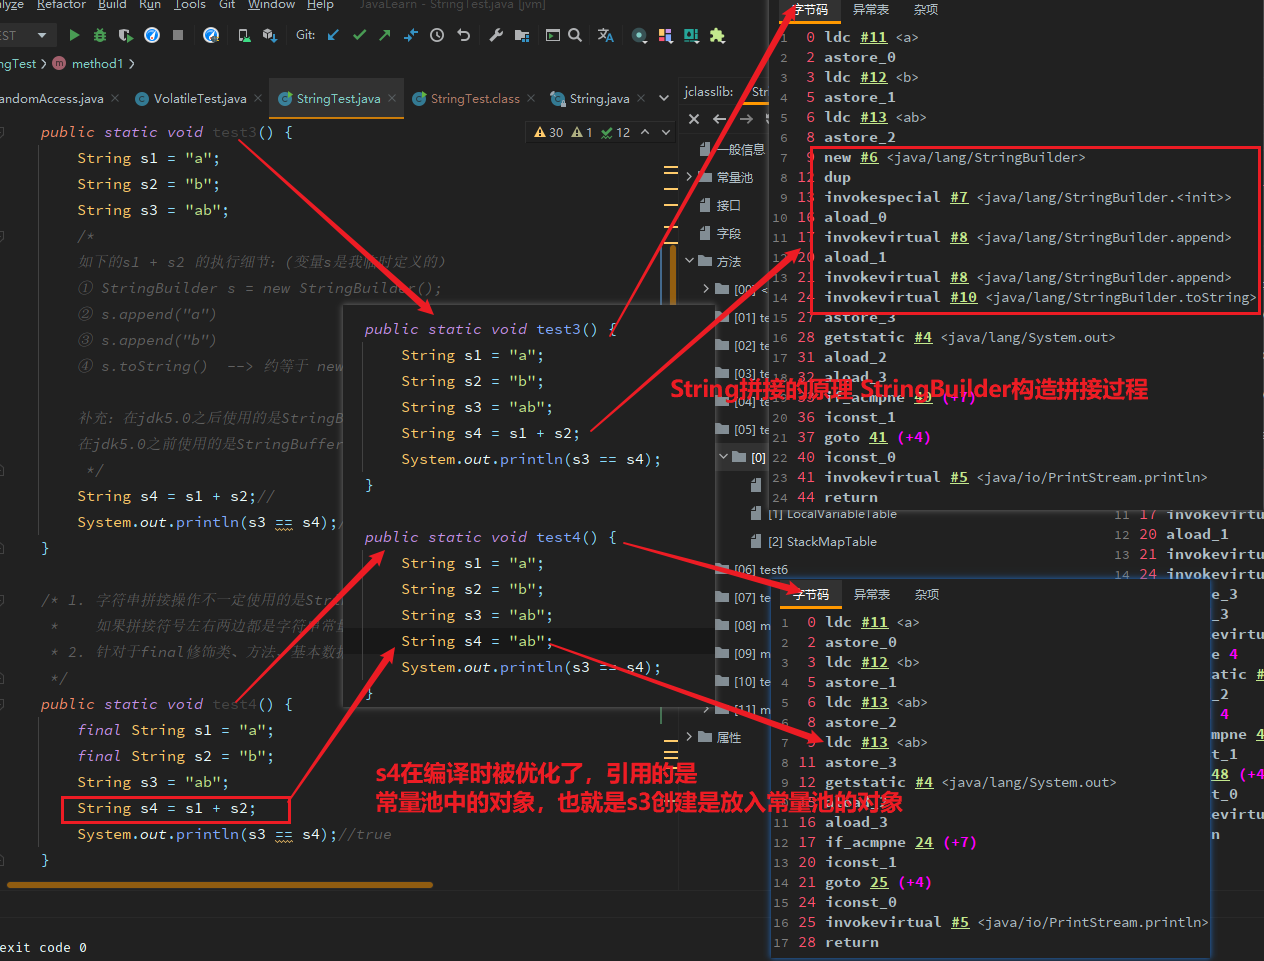 alyze Refactor Build Run Tools Git Window Help JavaLearn - StringTest.java [jvm]
EST Git:
ngTest method1
andomAccess.java VolatileTest.java StringTest.java StringTest.class String.java
30 1 12
public static void test3() {
String s1 = "a";
String s2 = "b";
String s3 = "ab";
/*
如下的s1 + s2 的执行细节：(变量s是我临时定义的)
① StringBuilder s = new StringBuilder();
② s.append("a")
③ s.append("b")
④ s.toString() --> 约等于 new
补充：在jdk5.0之后使用的是StringB
在jdk5.0之前使用的是StringBuffer
*/
String s4 = s1 + s2;//
System.out.println(s3 == s4);
}
/* 1. 字符串拼接操作不一定使用的是Stri
* 如果拼接符号左右两边都是字符串常量
* 2. 针对于final修饰类、方法、基本数据
*/
public static void test4() {
final String s1 = "a";
final String s2 = "b";
String s3 = "ab";
String s4 = s1 + s2;
System.out.println(s3 == s4);//true
}
exit code 0
public static void test3() {
String s1 = "a";
String s2 = "b";
String s3 = "ab";
String s4 = s1 + s2;
System.out.println(s3 == s4);
}
public static void test4() {
String s1 = "a";
String s2 = "b";
String s3 = "ab";
String s4 = "ab";
System.out.println(s3 == s4);
}
String拼接的原理 StringBuilder构造拼接过程
s4在编译时被优化了，引用的是
常量池中的对象，也就是s3创建是放入常量池的对象
jclasslib: St
一般信息
常量池
接口
字段
方法
[00] <
[01] te
[02] te
[03] te
[04] te
[05] te
[0]
[1] LocalVariableTable
[2] StackMapTable
[06] test6
[07] te
[08] m
[09] m
[10] te
[11] m
属性
字节码 异常表 杂项
1 0 ldc #11 <a>
2 2 astore_0
3 3 ldc #12 <b>
4 5 astore_1
5 6 ldc #13 <ab>
6 8 astore_2
7 9 new #6 <java/lang/StringBuilder>
8 12 dup
9 13 invokespecial #7 <java/lang/StringBuilder.<init>>
10 16 aload_0
11 17 invokevirtual #8 <java/lang/StringBuilder.append>
12 20 aload_1
13 21 invokevirtual #8 <java/lang/StringBuilder.append>
14 24 invokevirtual #10 <java/lang/StringBuilder.toString>
15 27 astore_3
16 28 getstatic #4 <java/lang/System.out>
17 31 aload_2
18 32 aload_3
if_acmpne 40 (+7)
20 36 iconst_1
21 37 goto 41 (+4)
22 40 iconst_0
23 41 invokevirtual #5 <java/io/PrintStream.println>
24 44 return
11 17 invokevirtu
12 20 aload_1
13 21 invokevirtu
14 24 invokevirtu
字节码 异常表 杂项
1 0 ldc #11 <a>
2 2 astore_0
3 3 ldc #12 <b>
4 5 astore_1
5 6 ldc #13 <ab>
6 8 astore_2
7 9 ldc #13 <ab>
8 11 astore_3
9 12 getstatic #4 <java/lang/System.out>
aload_2
11 16 aload_3
12 17 if_acmpne 24 (+7)
13 20 iconst_1
14 21 goto 25 (+4)
15 24 iconst_0
16 25 invokevirtual #5 <java/io/PrintStream.println>
17 28 return
e_3
_3
evirtu
e 4
atic #
_2
4
mpne 4
t_1
48 (+4
t_0
evirtu
n